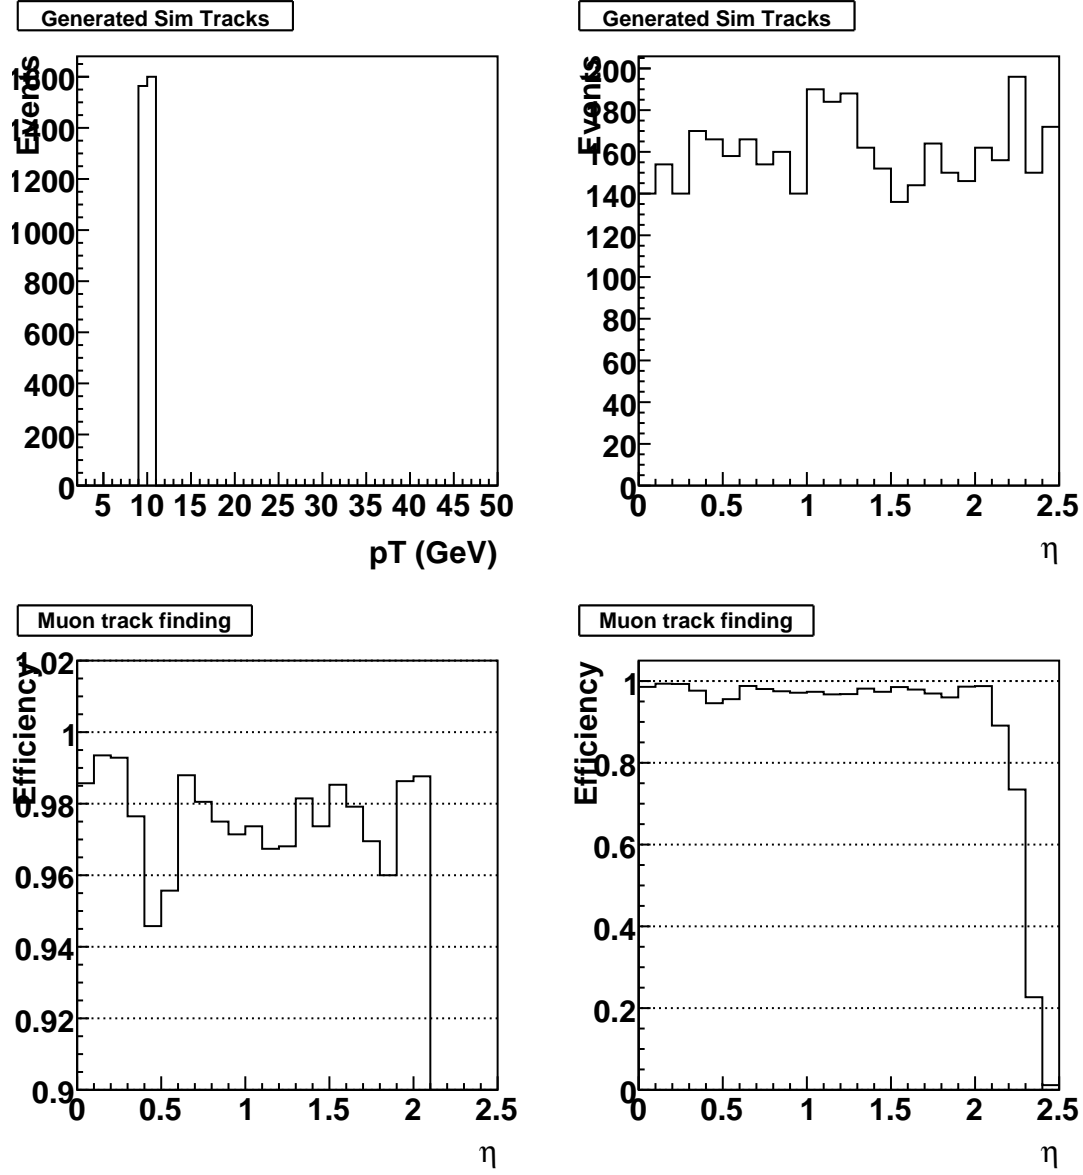 Generated Sim Tracks
Events
1600
1400
1200
1000
800
600
400
200
0
5 10 15 20 25 30 35 40 45 50
pT (GeV)
Generated Sim Tracks
Events
200
180
160
140
120
100
80
60
40
20
0
0 0.5 1 1.5 2 2.5
η
Muon track finding
Efficiency
1.02
1
0.98
0.96
0.94
0.92
0.9
0 0.5 1 1.5 2 2.5
η
Muon track finding
Efficiency
1
0.8
0.6
0.4
0.2
0
0 0.5 1 1.5 2 2.5
η